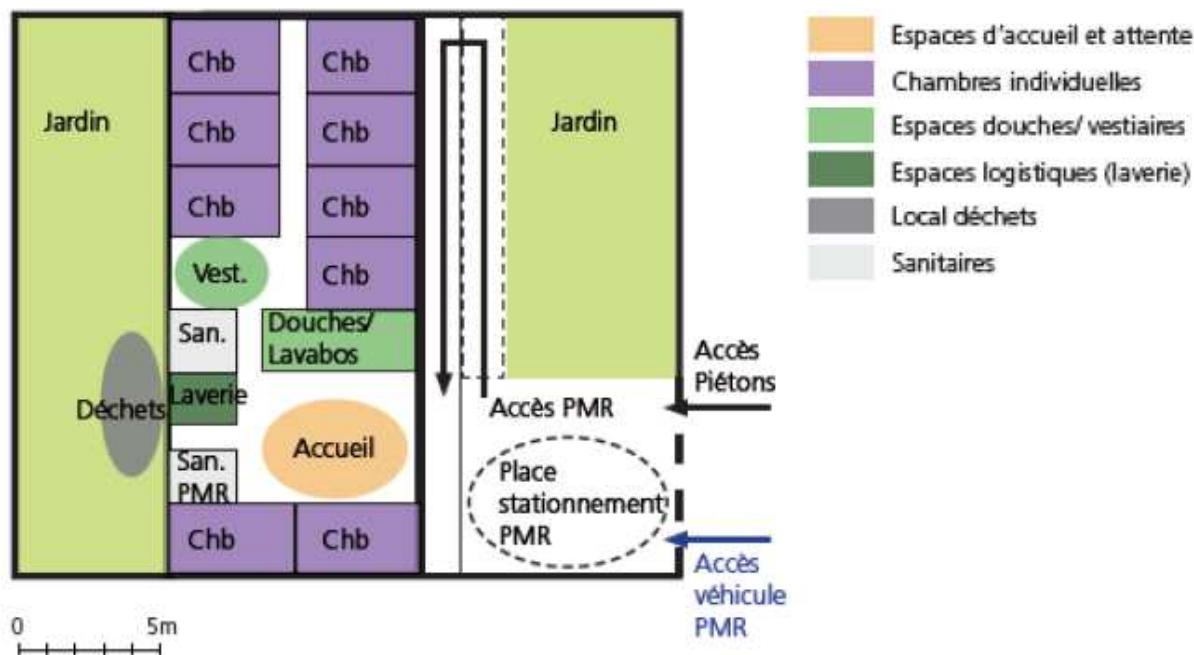 Chb
Chb
Jardin
Chb
Chb
Jardin
Chb
Chb
Vest.
Chb
San.
Douches/
Lavabos
Laverie
Déchets
Accueil
San.
PMR
Chb
Chb
Accès
Piétons
Accès PMR
Place
stationnement
PMR
Accès
véhicule
PMR
0
5m
Espaces d'accueil et attente
Chambres individuelles
Espaces douches/ vestiaires
Espaces logistiques (laverie)
Local déchets
Sanitaires